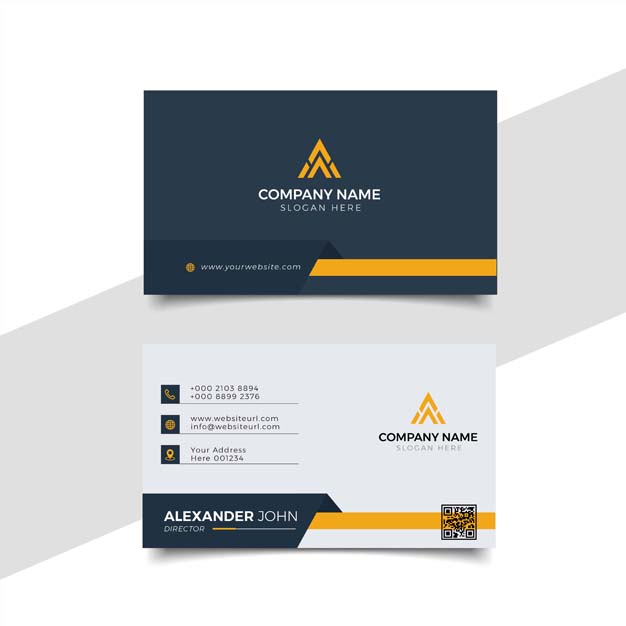 COMPANY NAME
SLOGAN HERE
www.yourwebsite.com
+000 2103 8894
+000 8899 2376
www.websiteurl.com
info@websiteurl.com
Your Address
Here 001234
COMPANY NAME
SLOGAN HERE
ALEXANDER JOHN
DIRECTOR